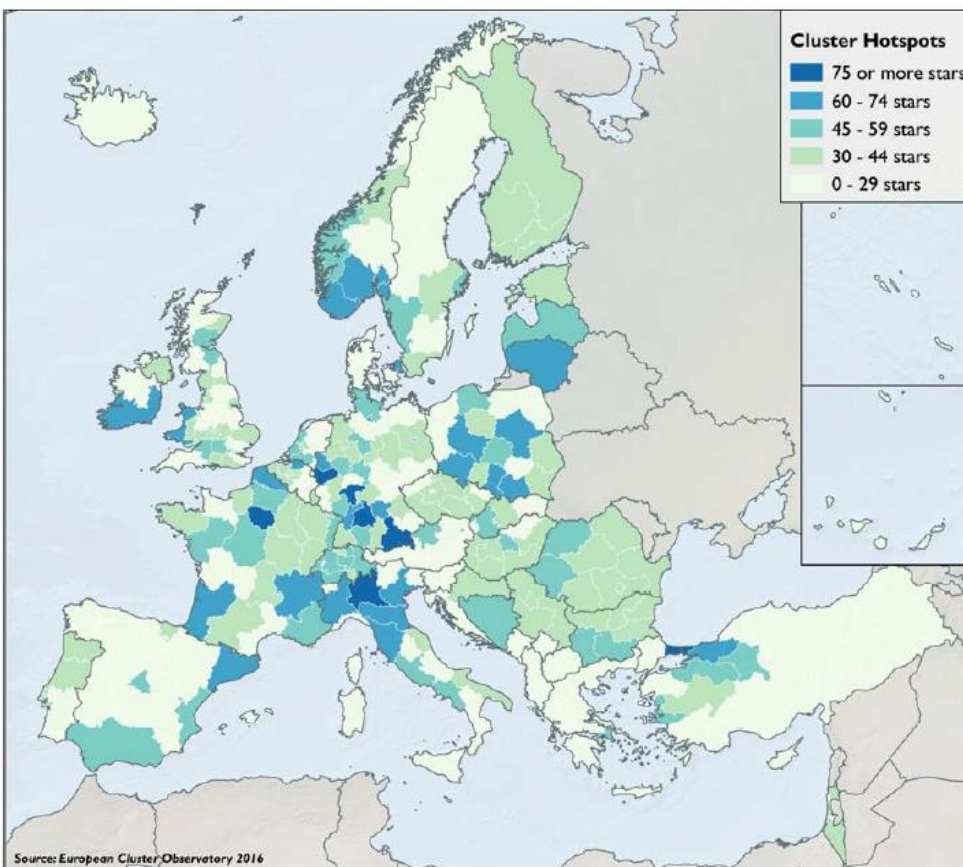 Cluster Hotspots
75 or more stars
60 - 74 stars
45 - 59 stars
30 - 44 stars
0 - 29 stars
Source: European Cluster Observatory 2016